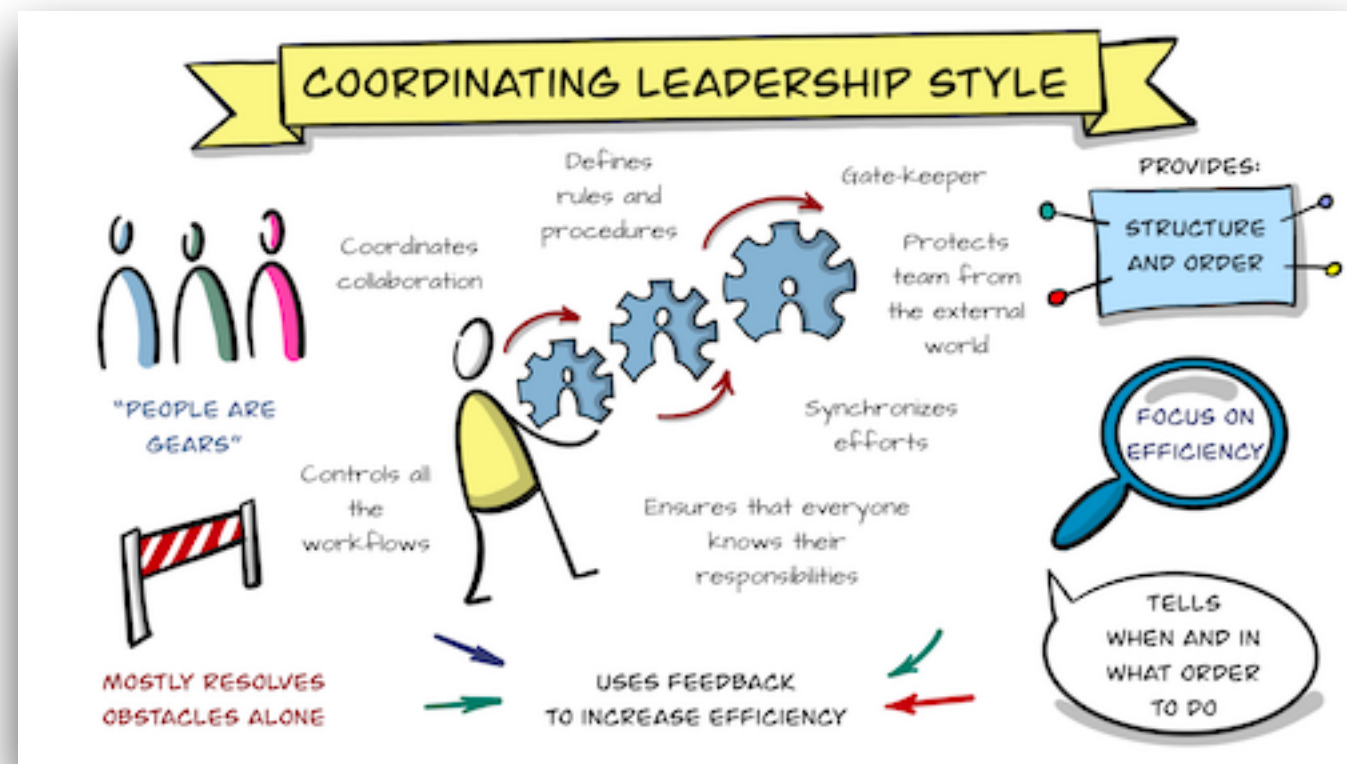 COORDINATING LEADERSHIP STYLE
"PEOPLE ARE
GEARS"
Coordinates
collaboration
Defines
rules and
procedures
Gate-keeper
Protects
team from
the external
world
PROVIDES:
STRUCTURE
AND ORDER
Synchronizes
efforts
FOCUS ON
EFFICIENCY
Controls all
the
workflows
Ensures that everyone
knows their
responsibilities
TELLS
WHEN AND IN
WHAT ORDER
TO DO
MOSTLY RESOLVES
OBSTACLES ALONE
USES FEEDBACK
TO INCREASE EFFICIENCY